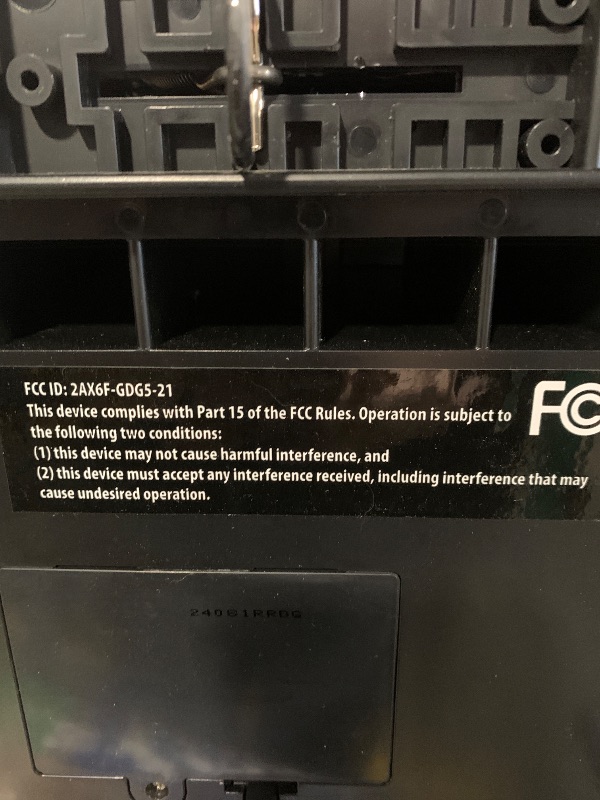 FCC ID: 2AX6F-GDG5-21
This device complies with Part 15 of the FCC Rules. Operation is subject to
the following two conditions:
(1) this device may not cause harmful interference, and
(2) this device must accept any interference received, including interference that may
cause undesired operation.
FC